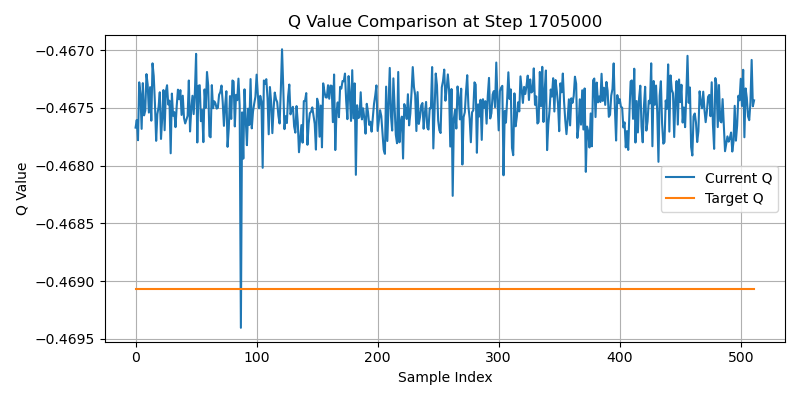 Q Value Comparison at Step 1705000
Q Value
−0.4670
−0.4675
−0.4680
−0.4685
−0.4690
−0.4695
Current Q
Target Q
0 100 200 300 400 500
Sample Index